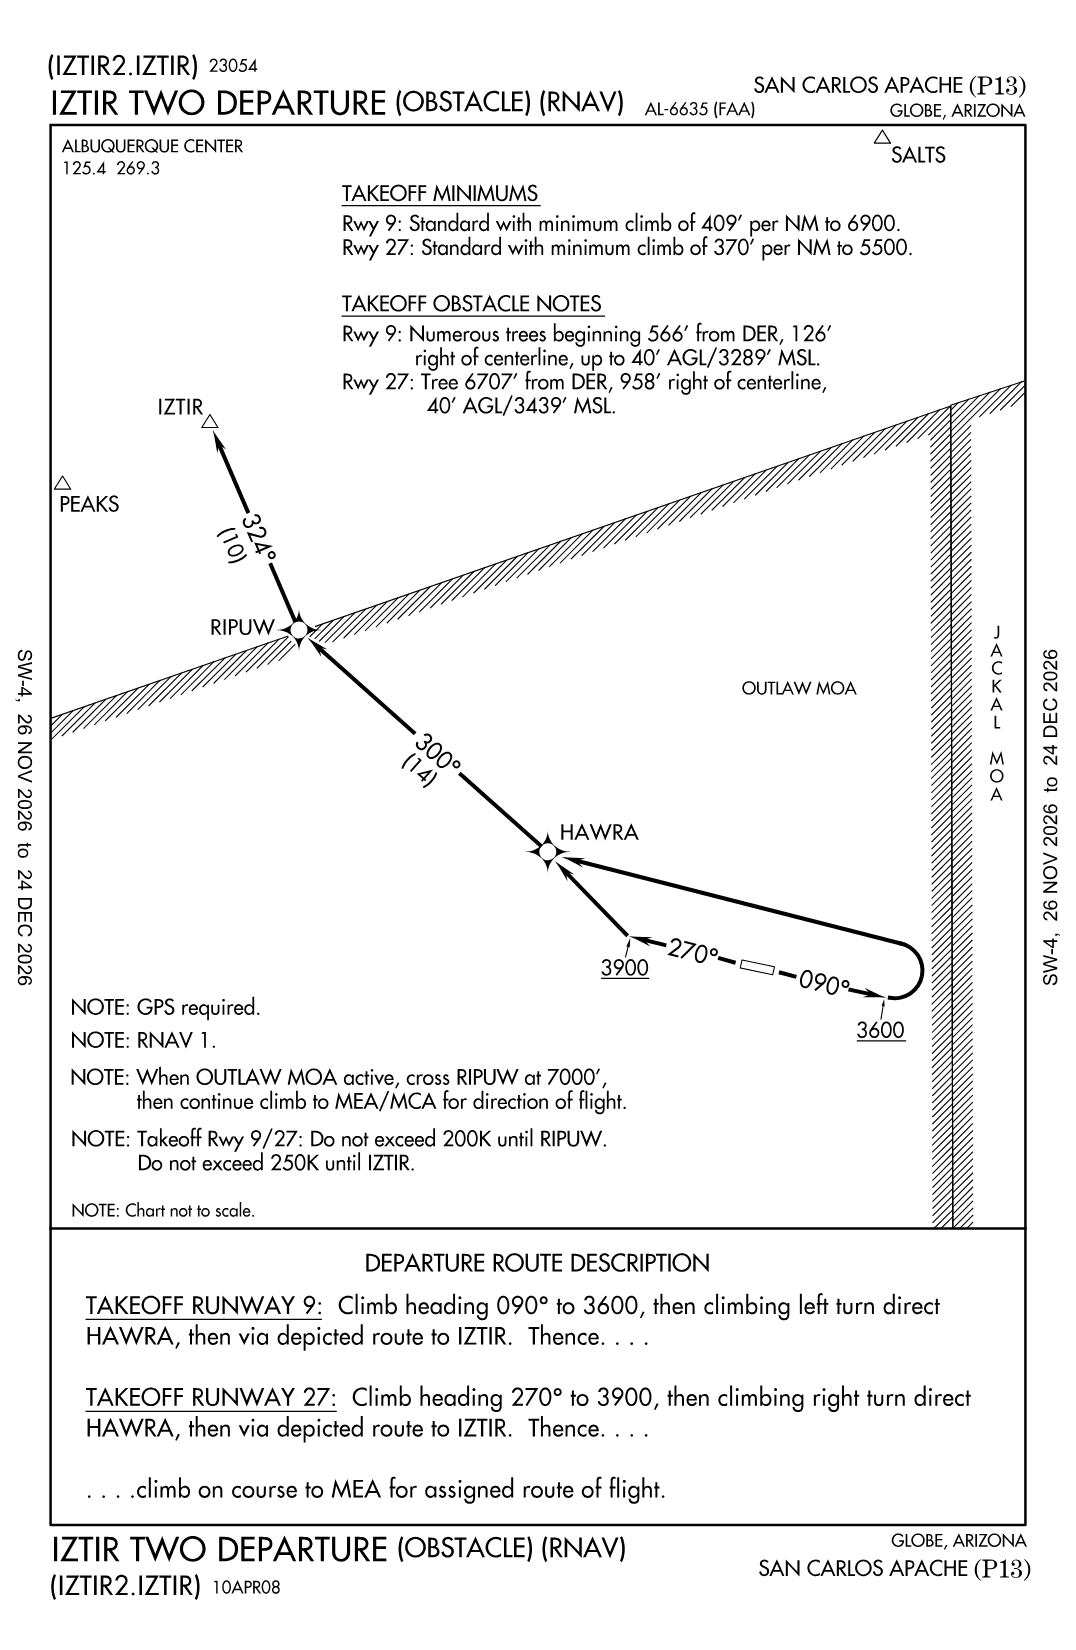 (IZTIR2.IZTIR) 23054
IZTIR TWO DEPARTURE (OBSTACLE) (RNAV) AL-6635 (FAA)
SAN CARLOS APACHE (P13)
GLOBE, ARIZONA
ALBUQUERQUE CENTER
125.4 269.3
SALTS
TAKEOFF MINIMUMS
Rwy 9: Standard with minimum climb of 409′ per NM to 6900.
Rwy 27: Standard with minimum climb of 370′ per NM to 5500.
TAKEOFF OBSTACLE NOTES
Rwy 9: Numerous trees beginning 566′ from DER, 126′
right of centerline, up to 40′ AGL/3289′ MSL.
Rwy 27: Tree 6707′ from DER, 958′ right of centerline,
40′ AGL/3439′ MSL.
IZTIR
PEAKS
324°
(10)
RIPUW
JACKAL MOA
OUTLAW MOA
300°
(14)
HAWRA
270°
3900
090°
3600
SW-4, 26 NOV 2026 to 24 DEC 2026
SW-4, 26 NOV 2026 to 24 DEC 2026
NOTE: GPS required.
NOTE: RNAV 1.
NOTE: When OUTLAW MOA active, cross RIPUW at 7000′,
then continue climb to MEA/MCA for direction of flight.
NOTE: Takeoff Rwy 9/27: Do not exceed 200K until RIPUW.
Do not exceed 250K until IZTIR.
NOTE: Chart not to scale.
DEPARTURE ROUTE DESCRIPTION
TAKEOFF RUNWAY 9: Climb heading 090° to 3600, then climbing left turn direct
HAWRA, then via depicted route to IZTIR. Thence. . . .
TAKEOFF RUNWAY 27: Climb heading 270° to 3900, then climbing right turn direct
HAWRA, then via depicted route to IZTIR. Thence. . . .
. . . .climb on course to MEA for assigned route of flight.
IZTIR TWO DEPARTURE (OBSTACLE) (RNAV)
(IZTIR2.IZTIR) 10APR08
GLOBE, ARIZONA
SAN CARLOS APACHE (P13)